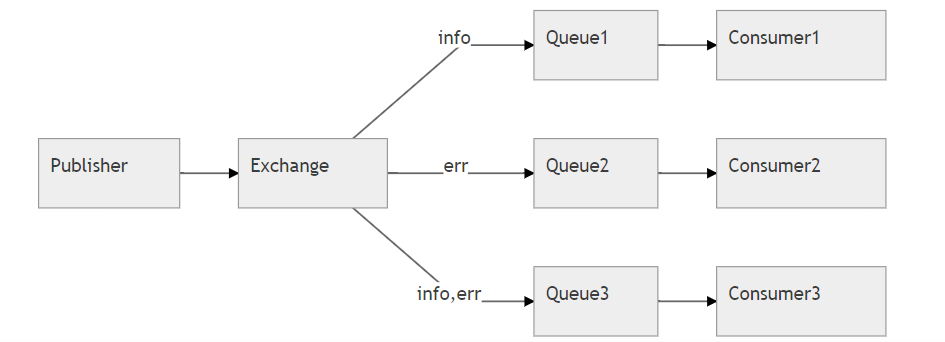 info
Queue1
Consumer1
Publisher
Exchange
err
Queue2
Consumer2
info,err
Queue3
Consumer3